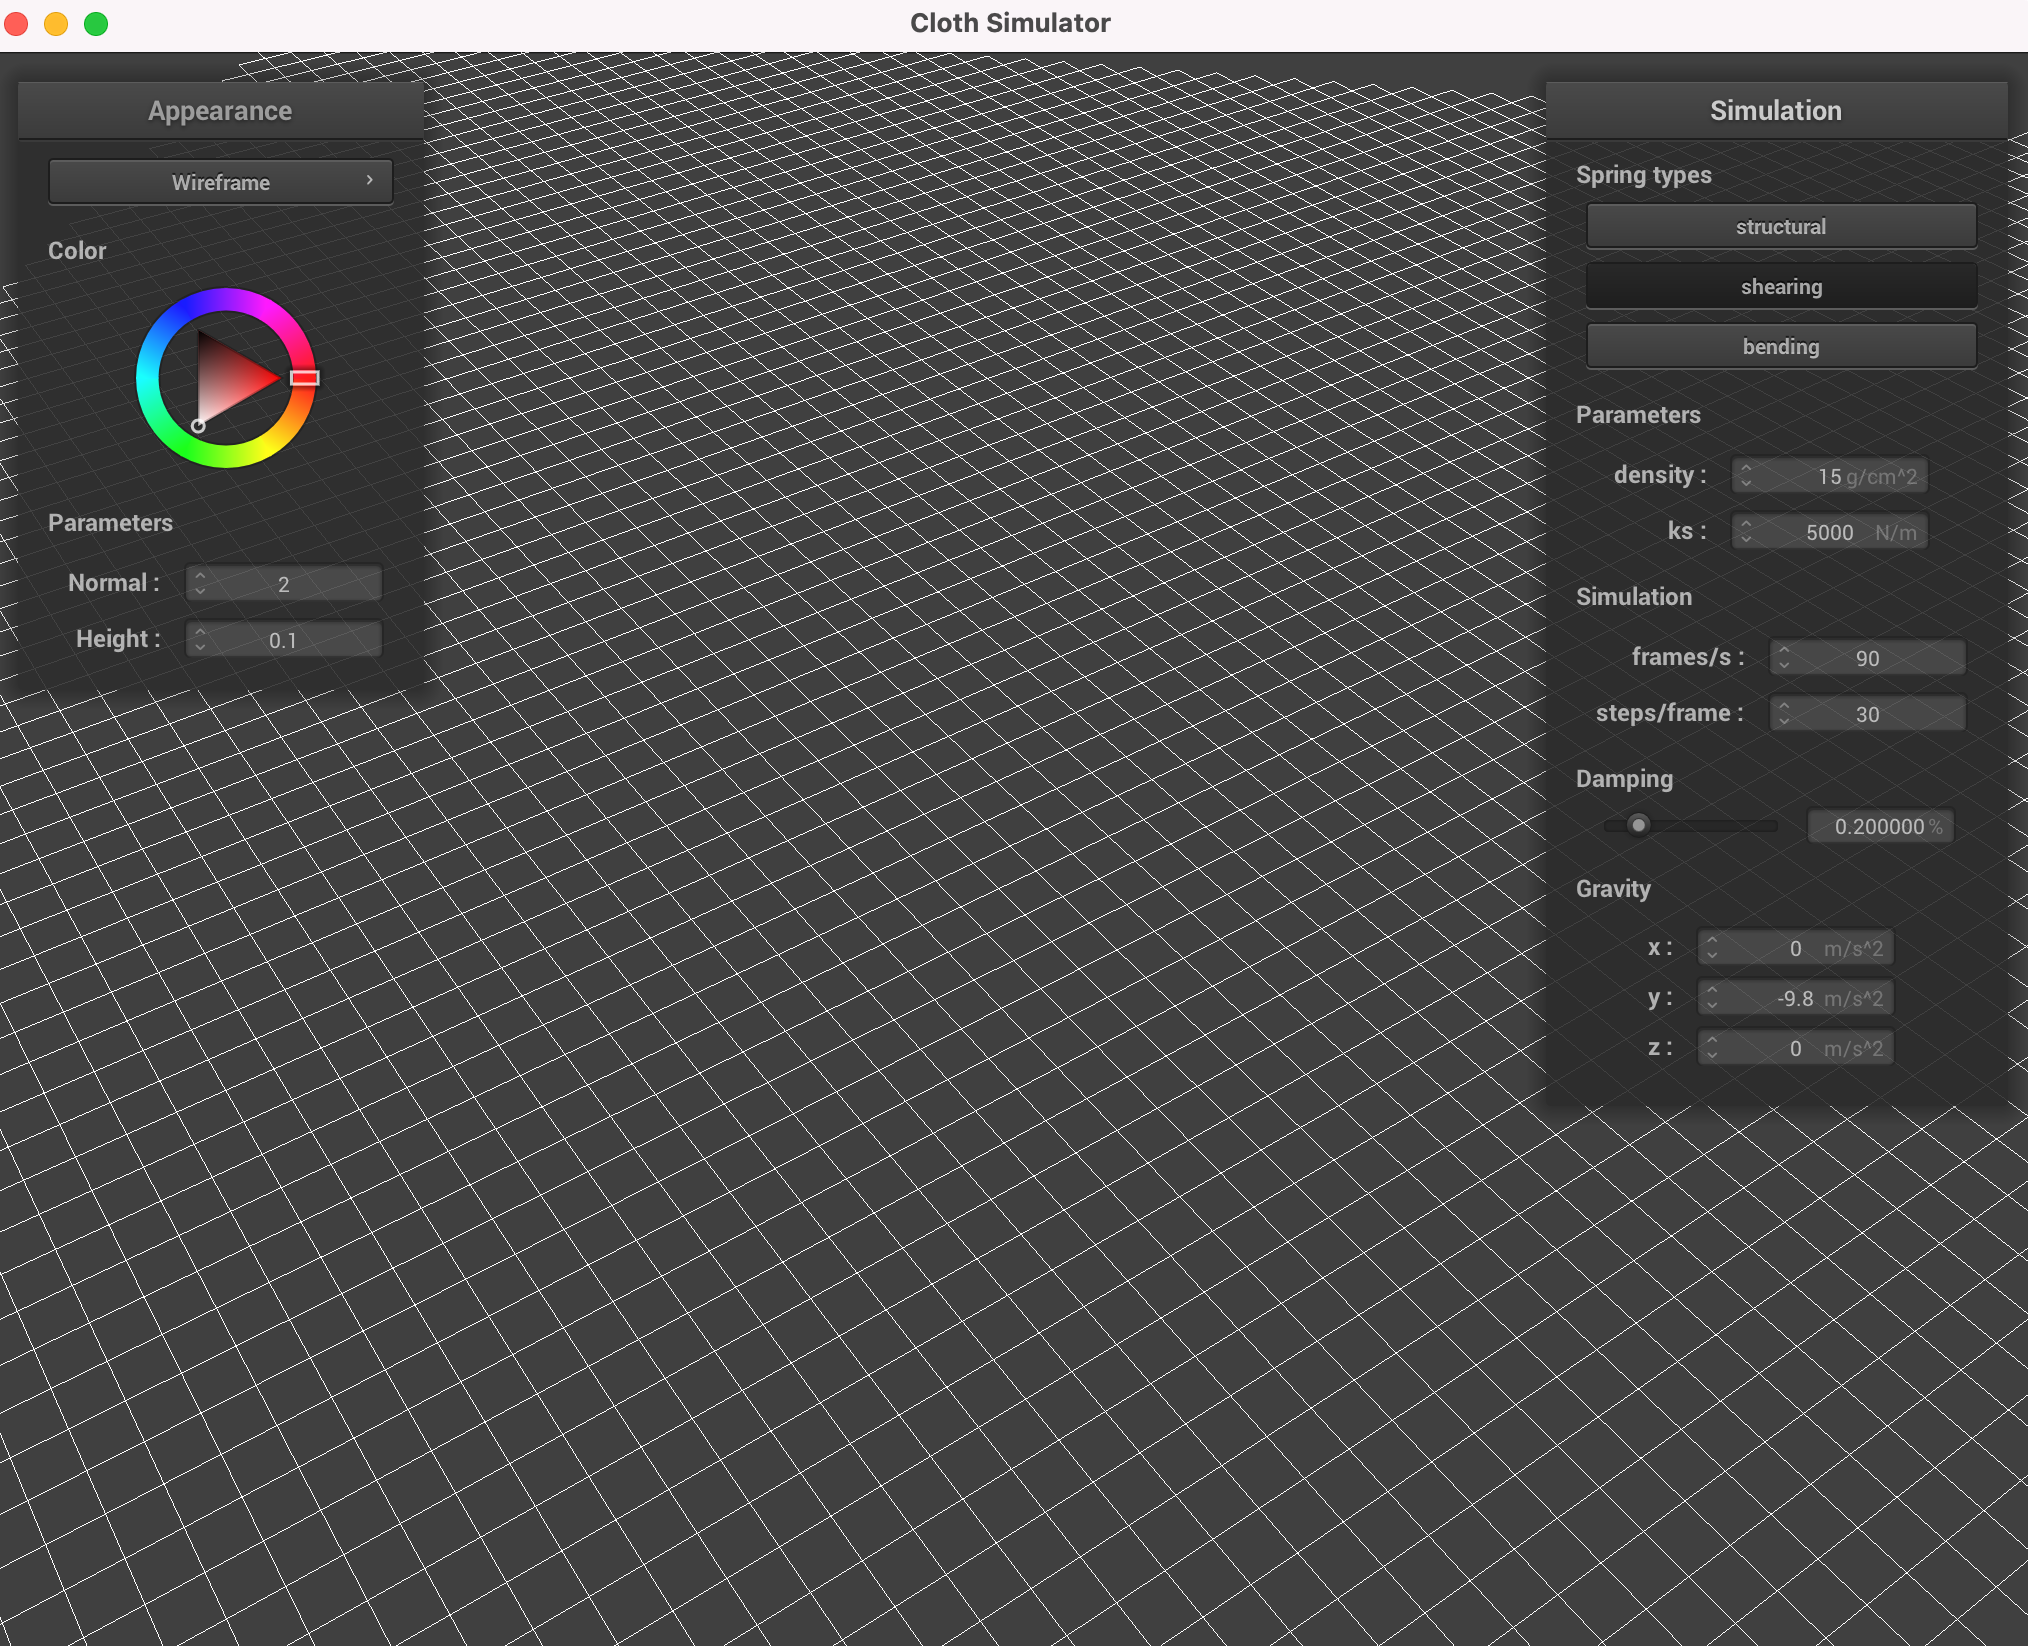 Cloth Simulator
Appearance
Wireframe
Color
Parameters
Normal : 2
Height : 0.1
Simulation
Spring types
structural
shearing
bending
Parameters
density : 15 g/cm^2
ks : 5000 N/m
Simulation
frames/s : 90
steps/frame : 30
Damping
0.200000 %
Gravity
x : 0 m/s^2
y : -9.8 m/s^2
z : 0 m/s^2